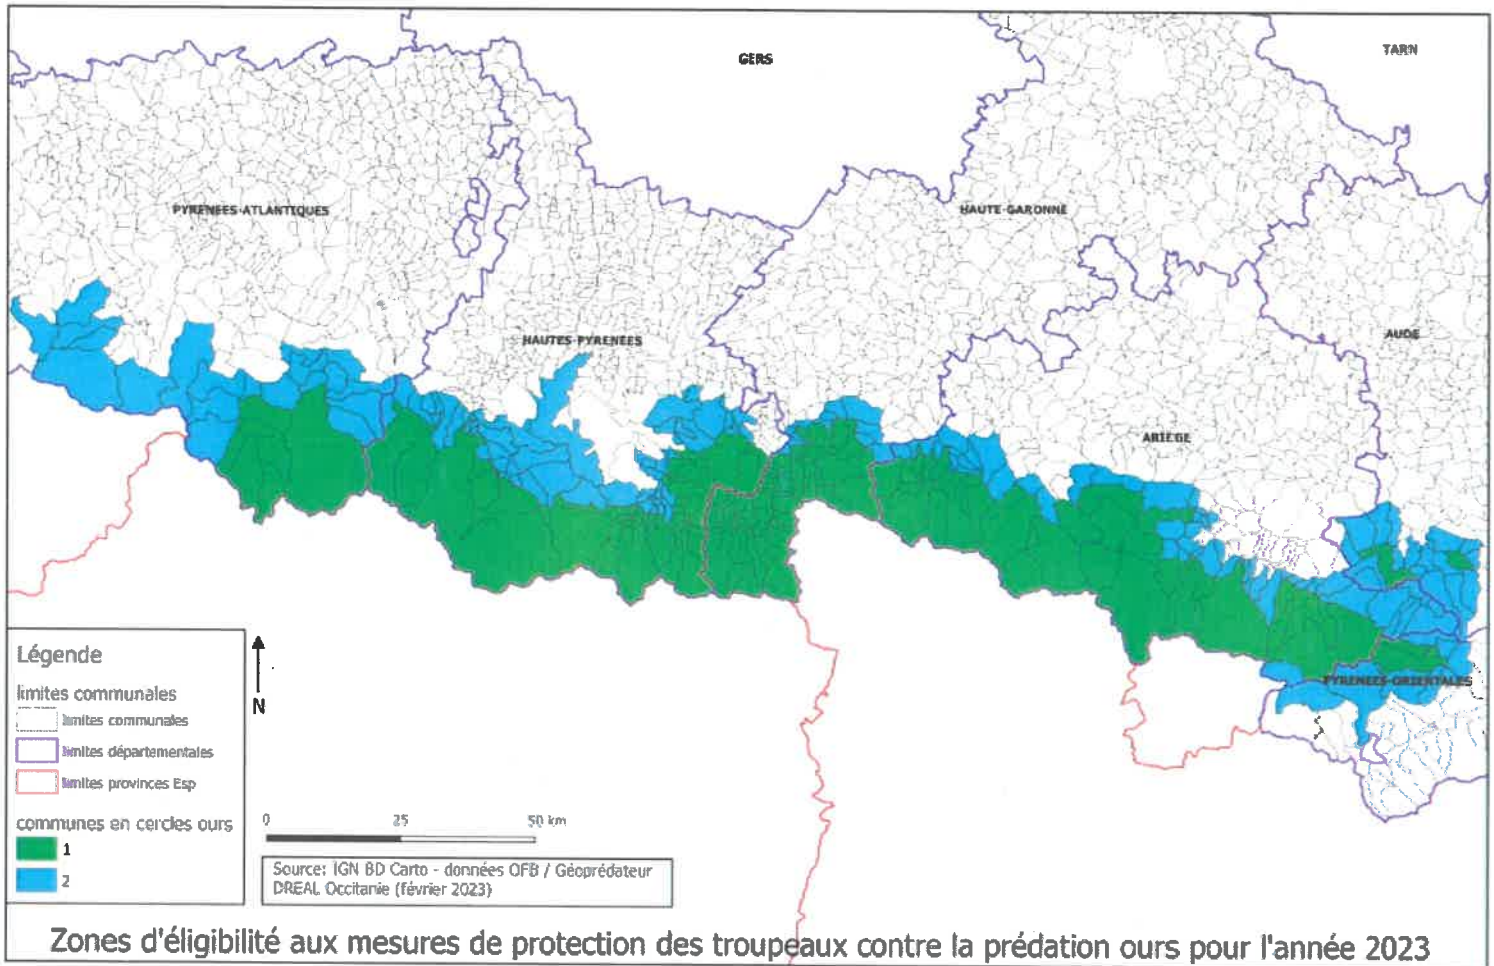 GERS
TARN
PYRENEES-ATLANTIQUES
HAUTE-GARONNE
HAUTES-PYRENEES
AUDE
ARIEGE
PYRENEES-ORIENTALES
Légende
limites communales
limites communales
limites départementales
limites provinces Esp
communes en cercles ours
1
2
N
0 25 50 km
Source: IGN BD Carto - données OFB / Géoprédateur
DREAL Occitanie (février 2023)
Zones d'éligibilité aux mesures de protection des troupeaux contre la prédation ours pour l'année 2023